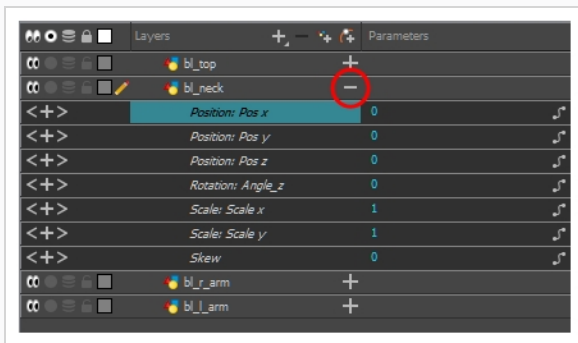 Layers Parameters
bl_top
bl_neck
Position: Pos x 0
Position: Pos y 0
Position: Pos z 0
Rotation: Angle_z 0
Scale: Scale x 1
Scale: Scale y 1
Skew 0
bl_r_arm
bl_l_arm